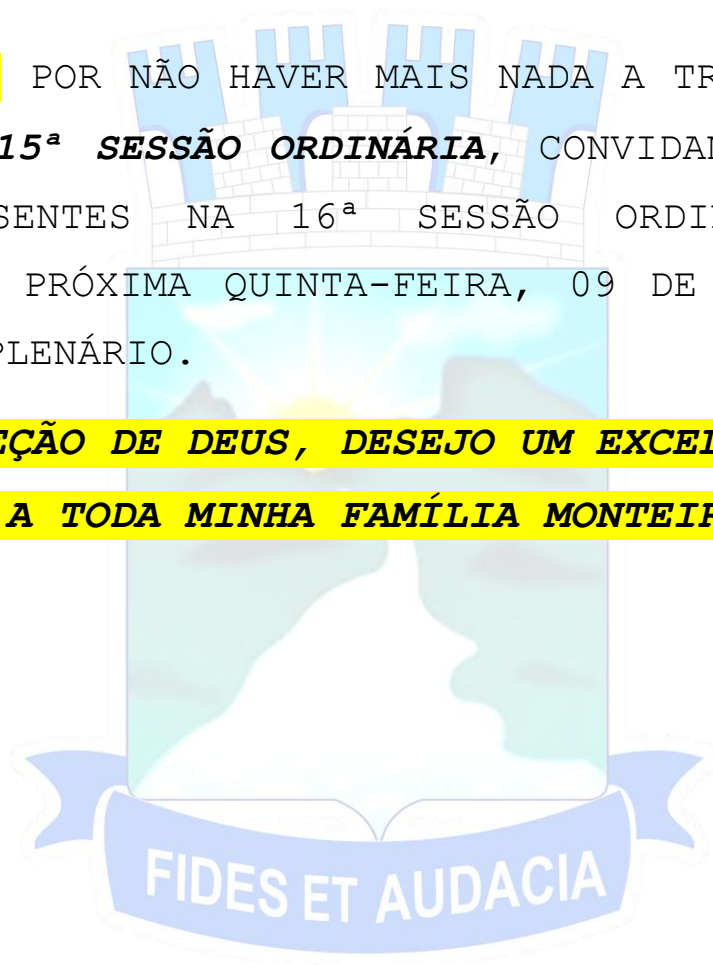 POR NÃO HAVER MAIS NADA A TR
15ª SESSÃO ORDINÁRIA, CONVIDAN
SENTES NA 16ª SESSÃO ORDI
PRÓXIMA QUINTA-FEIRA, 09 DE
PLENÁRIO.
EÇÃO DE DEUS, DESEJO UM EXCEL
A TODA MINHA FAMÍLIA MONTEIR
FIDES ET AUDACIA